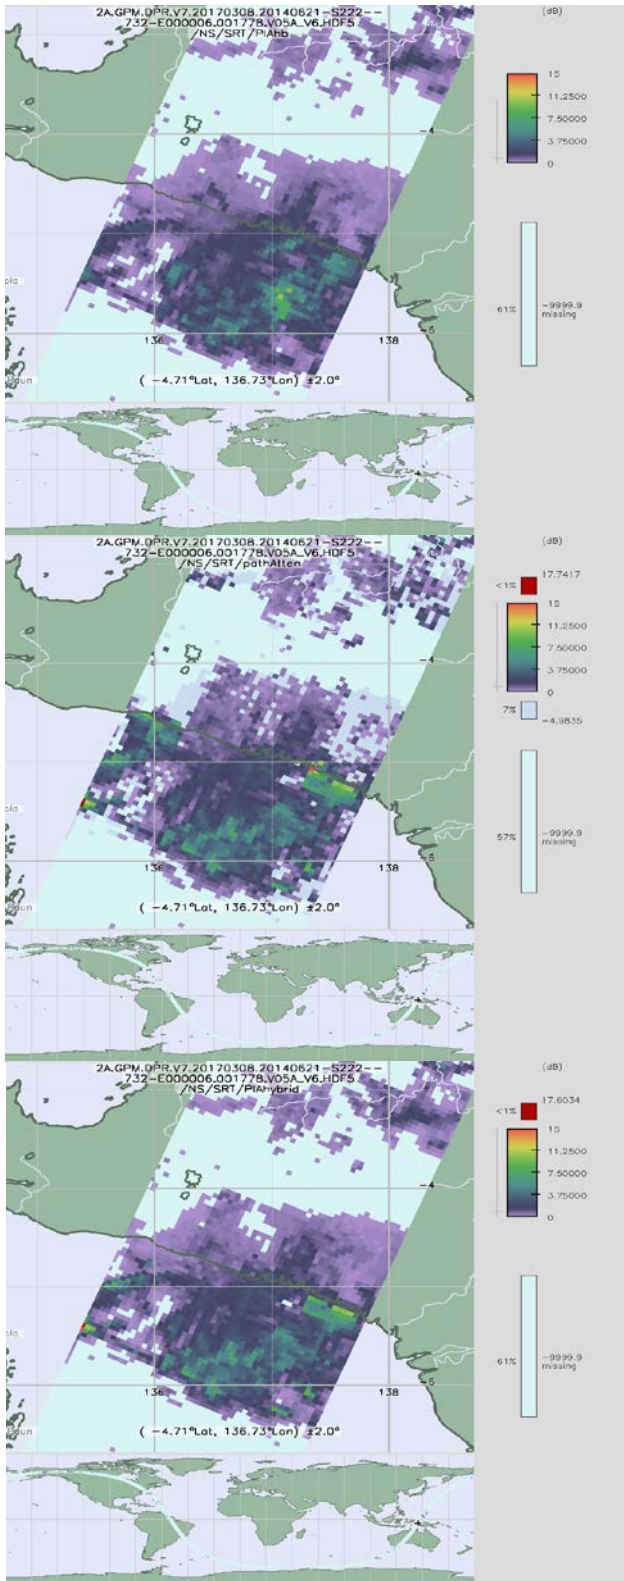 2A.GPM.DPR.V7.20170308.20140621-S222--
732-E000006.001778.V05A_V6.HDF5
/NS/SRT/PIAhb
(dB)
15
11.2500
7.50000
3.75000
0
-4
61%
-9999.9
missing
-5
136
138
( -4.71°Lat, 136.73°Lon) ±2.0°
2A.GPM.DPR.V7.20170308.20140621-S222--
732-E000006.001778.V05A_V6.HDF5
/NS/SRT/pathAtten
(dB)
<1%
17.7417
15
11.2500
7.50000
3.75000
0
-4
7%
-4.9835
57%
-9999.9
missing
-5
136
138
( -4.71°Lat, 136.73°Lon) ±2.0°
2A.GPM.DPR.V7.20170308.20140621-S222--
732-E000006.001778.V05A_V6.HDF5
/NS/SRT/PIAhybrid
(dB)
<1%
17.6034
15
11.2500
7.50000
3.75000
0
-4
61%
-9999.9
missing
-5
136
138
( -4.71°Lat, 136.73°Lon) ±2.0°